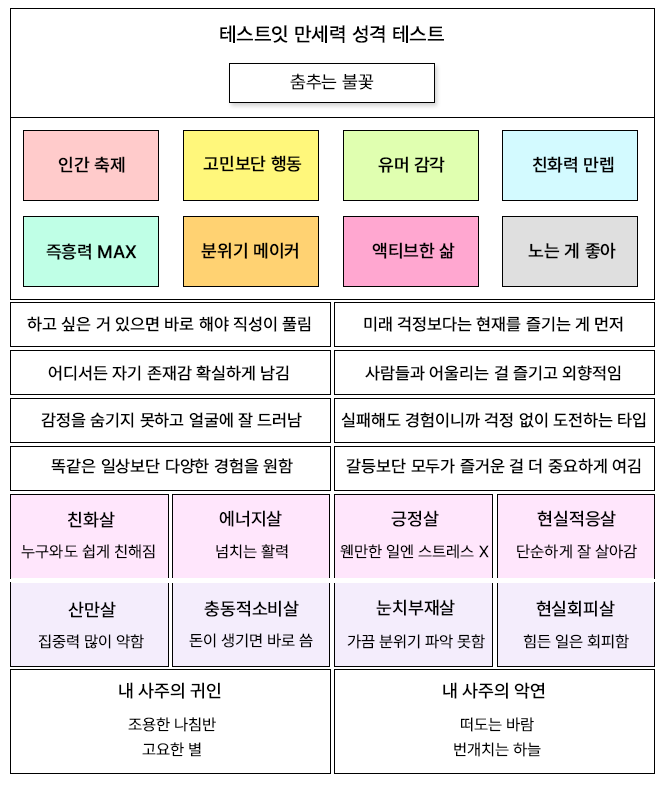 테스트잇 만세력 성격 테스트
춤추는 불꽃
인간 축제
고민보단 행동
유머 감각
친화력 만렙
즉흥력 MAX
분위기 메이커
액티브한 삶
노는 게 좋아
하고 싶은 거 있으면 바로 해야 직성이 풀림
미래 걱정보다는 현재를 즐기는 게 먼저
어디서든 자기 존재감 확실하게 남김
사람들과 어울리는 걸 즐기고 외향적임
감정을 숨기지 못하고 얼굴에 잘 드러남
실패해도 경험이니까 걱정 없이 도전하는 타입
똑같은 일상보단 다양한 경험을 원함
갈등보단 모두가 즐거운 걸 더 중요하게 여김
친화살
누구와도 쉽게 친해짐
에너지살
넘치는 활력
긍정살
웬만한 일엔 스트레스 X
현실적응살
단순하게 잘 살아감
산만살
집중력 많이 약함
충동적소비살
돈이 생기면 바로 씀
눈치부재살
가끔 분위기 파악 못함
현실회피살
힘든 일은 회피함
내 사주의 귀인
조용한 나침반
고요한 별
내 사주의 악연
떠도는 바람
번개치는 하늘